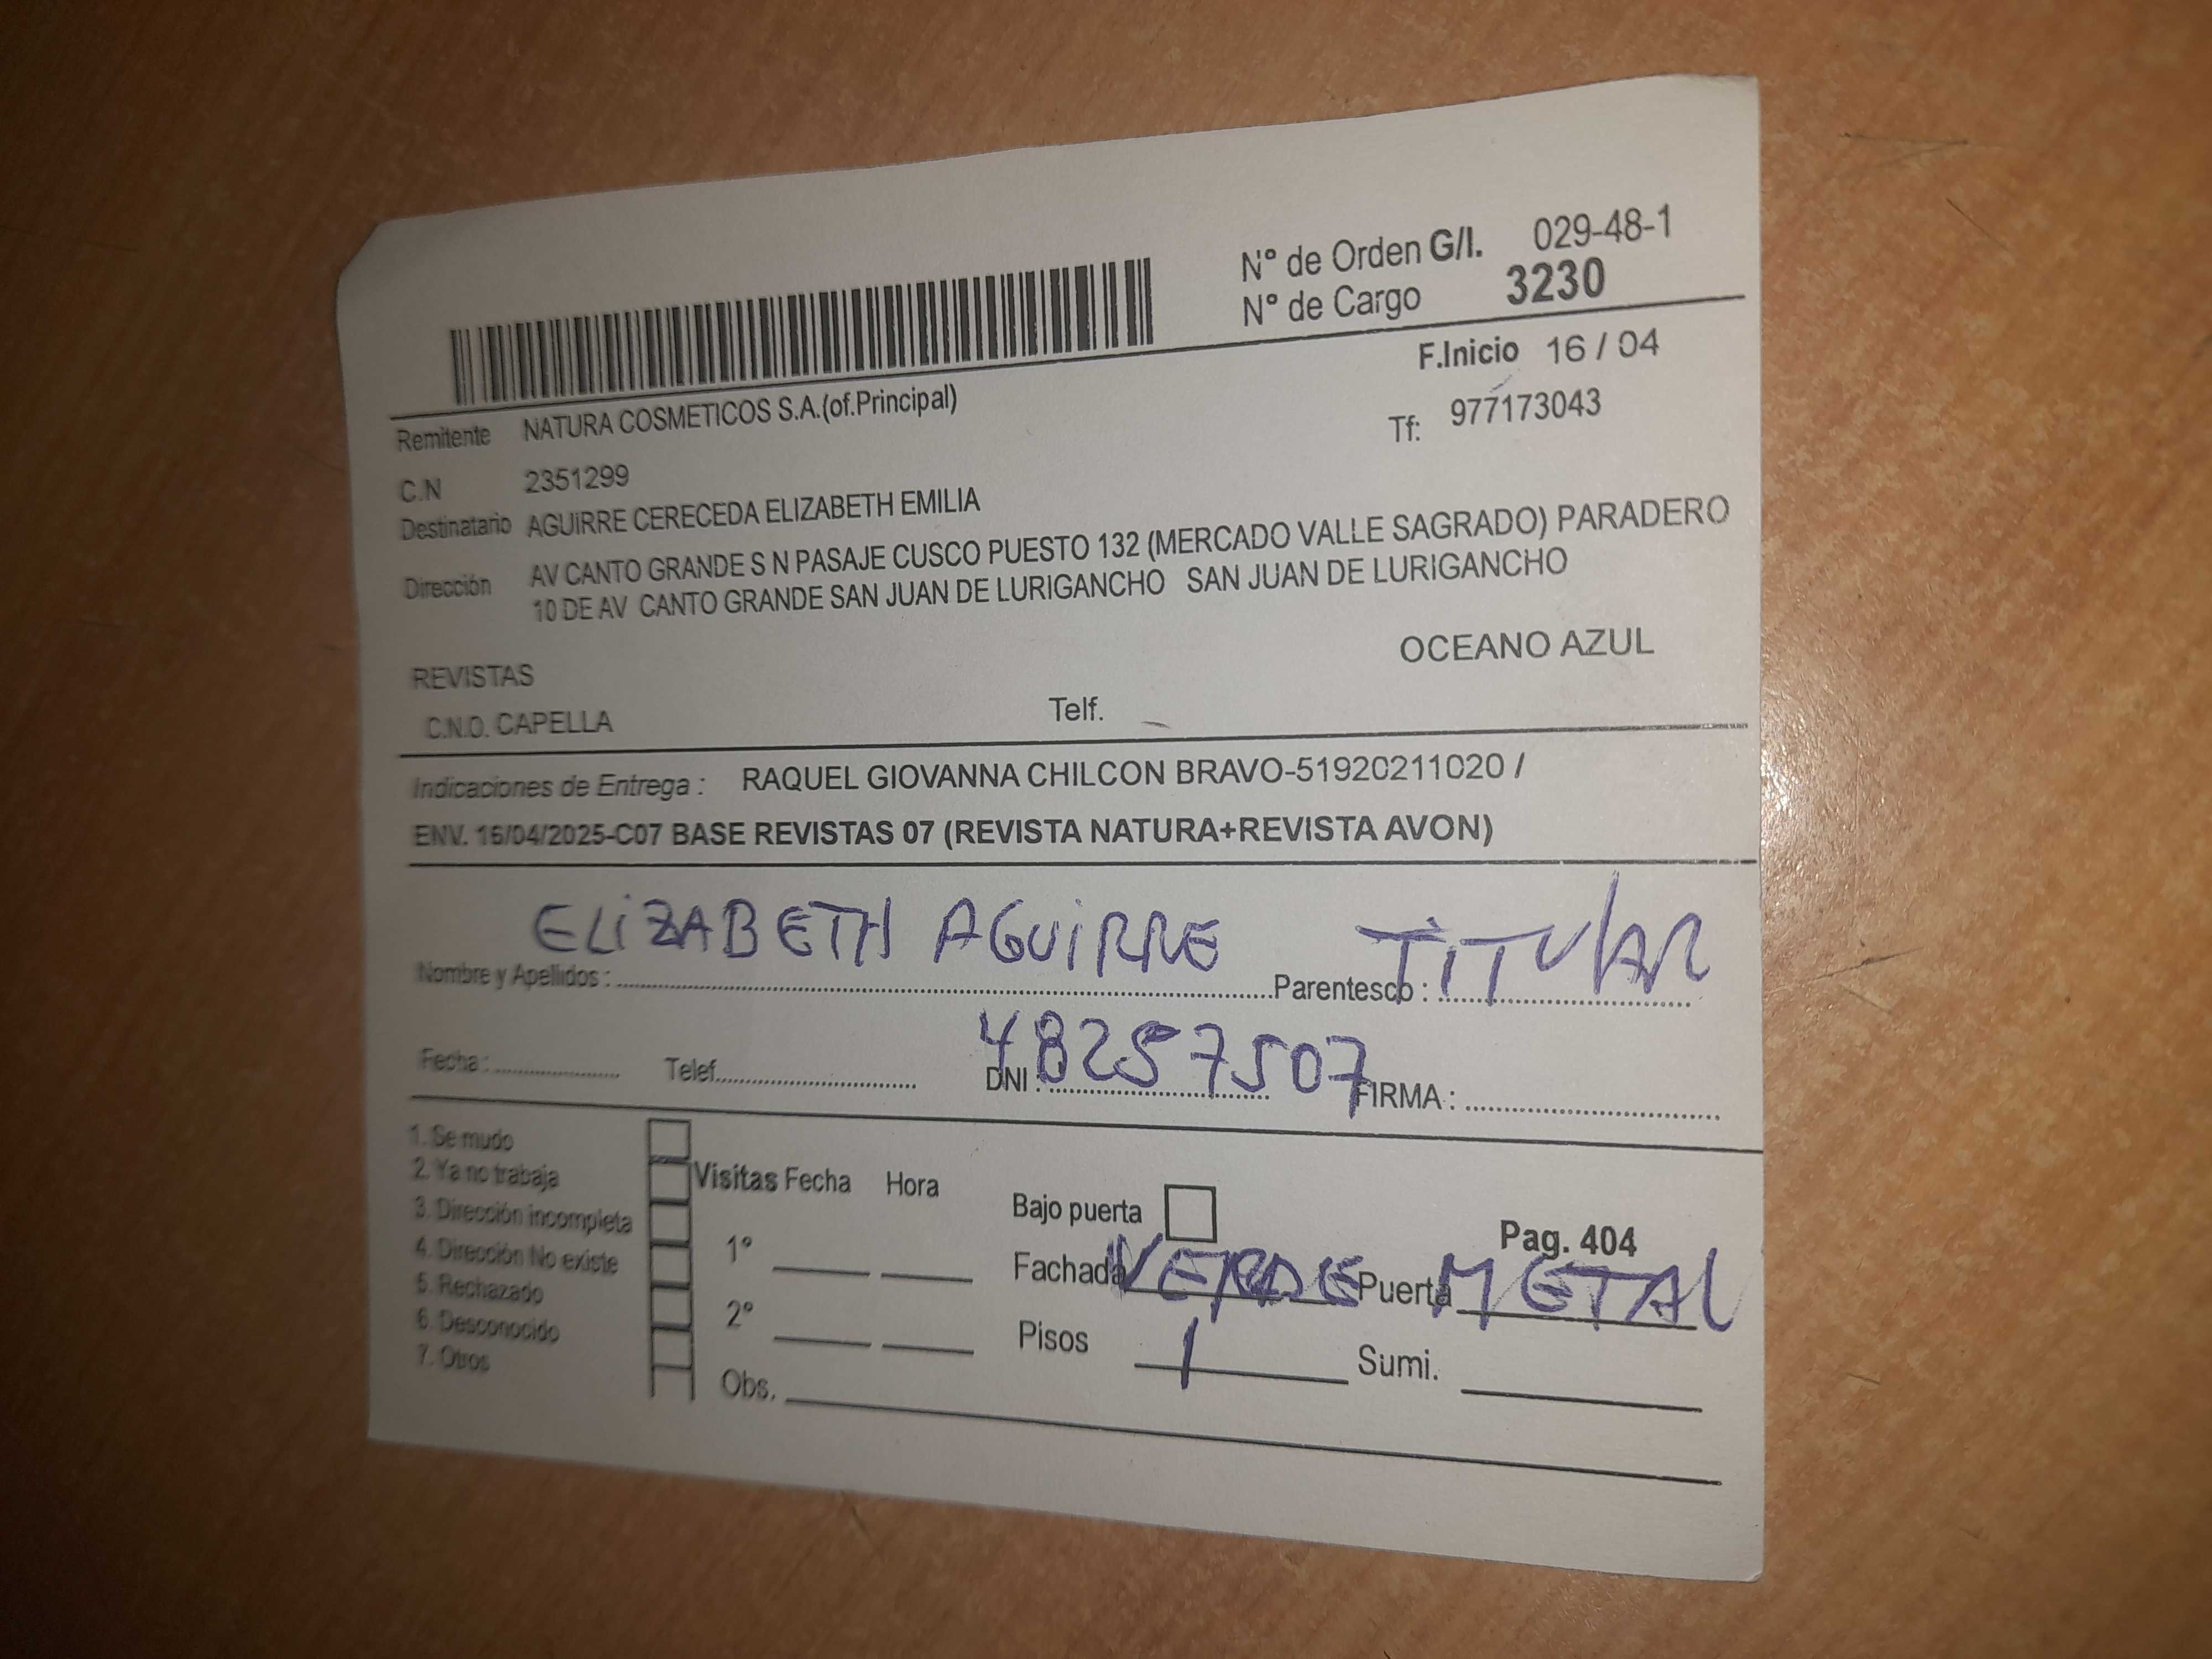 Nº de Orden G/I. 029-48-1
Nº de Cargo 3230
F.Inicio 16 / 04
Remitente NATURA COSMETICOS S.A.(of.Principal)
Tf: 977173043
C.N 2351299
Destinatario AGUIRRE CERECEDA ELIZABETH EMILIA
Dirección AV CANTO GRANDE S N PASAJE CUSCO PUESTO 132 (MERCADO VALLE SAGRADO) PARADERO
10 DE AV CANTO GRANDE SAN JUAN DE LURIGANCHO SAN JUAN DE LURIGANCHO
OCEANO AZUL
REVISTAS
C.N.O. CAPELLA Telf.
Indicaciones de Entrega : RAQUEL GIOVANNA CHILCON BRAVO-51920211020 /
ENV. 16/04/2025-C07 BASE REVISTAS 07 (REVISTA NATURA+REVISTA AVON)
Nombre y Apellidos : ELIZABETH AGUIRRE Parentesco : TITULAR
Fecha : Telef. DNI : 48257507 FIRMA :
1. Se mudo
2. Ya no trabaja
3. Dirección incompleta
4. Dirección No existe
5. Rechazado
6. Desconocido
7. Otros
Visitas Fecha Hora
1º
2º
Obs.
Bajo puerta
Pag. 404
Fachada VERDE Puerta METAL
Pisos 1 Sumi.